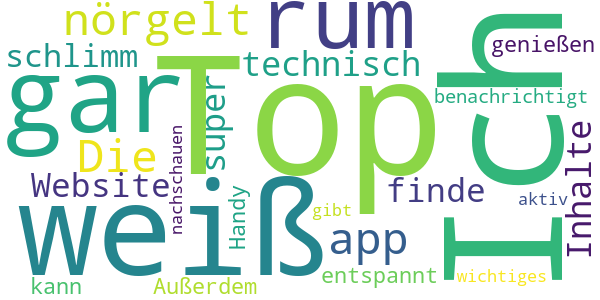 nörgelt
rum
schlimm
technisch
genießen
gar
Top
Ich
super
benachrichtigt
Die
nachschauen
Inhalte
Website
finde
aktiv
weiß
Handy
gibt
app
entspannt
wichtiges
kann
Außerdem